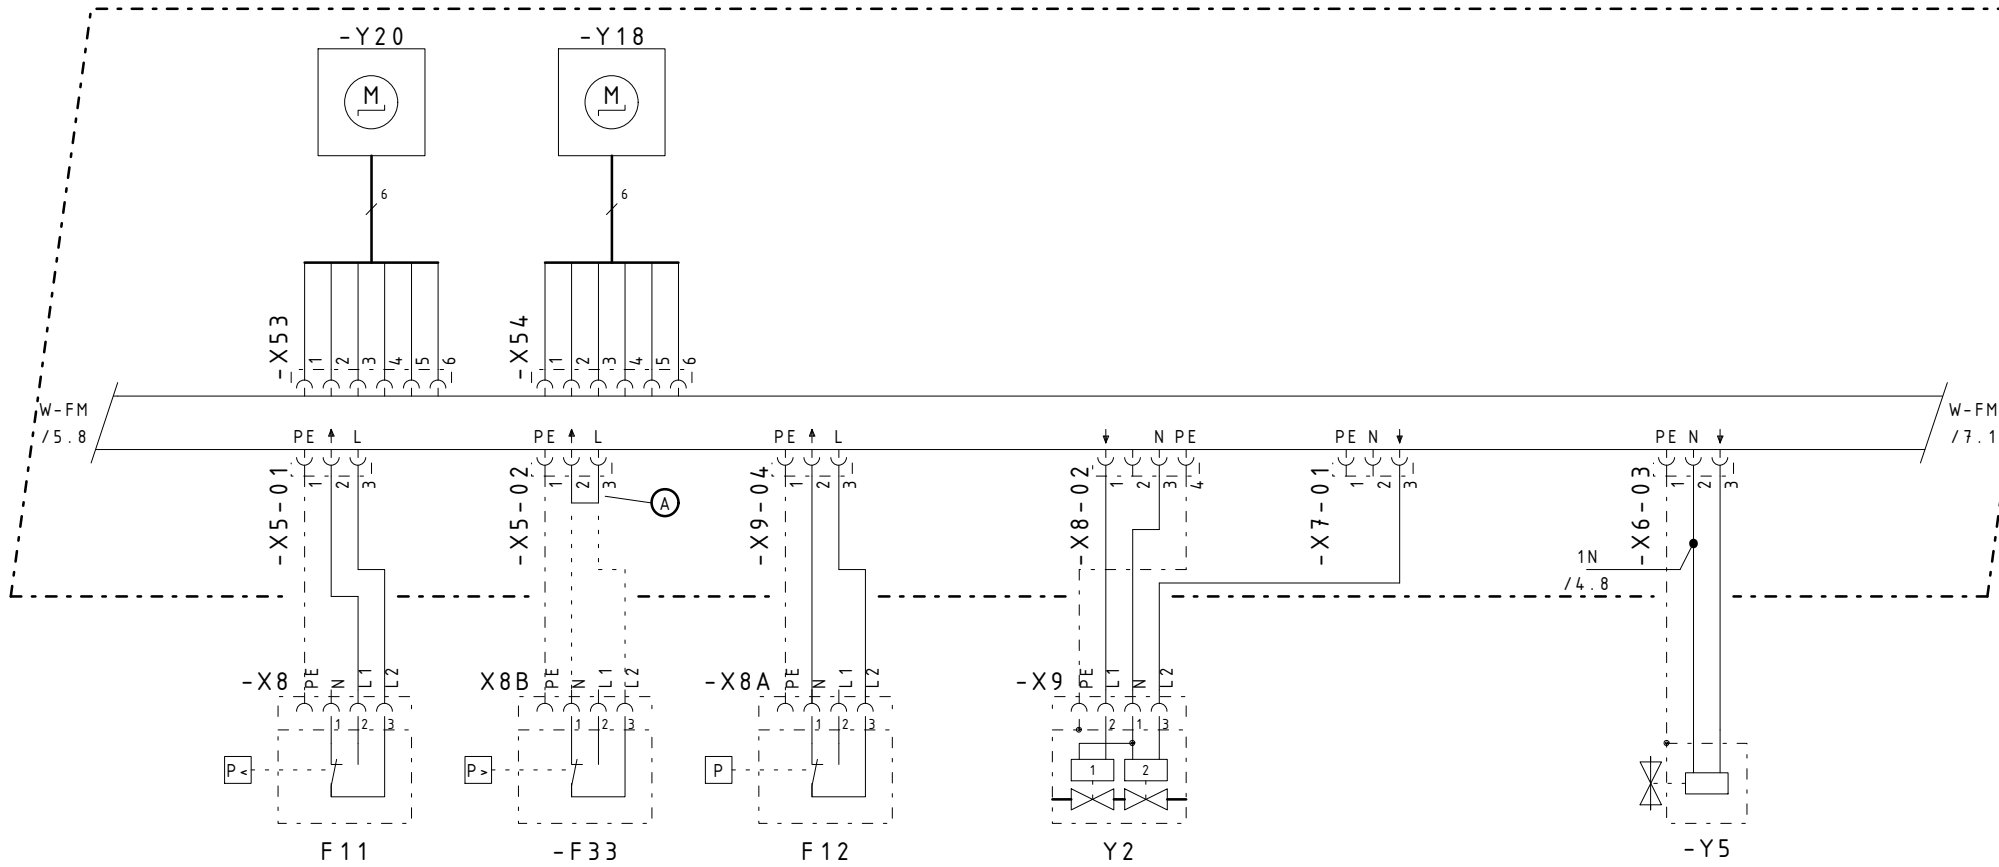 -Y20 -Y18
M M
6 6
-X53 1 2 3 4 5 6 -X54 1 2 3 4 5 6
W-FM W-FM
/5.8 /7.1
PE L PE L PE L N PE PE N PE N
-X5-01 1 2 3 -X5-02 1 2 3 -X9-04 1 2 3 -X8-02 1 2 3 4 -X7-01 1 2 3 -X6-03 1 2 3
A
1N
/4.8
-X8 PE N L1 L2 X8B PE N L1 L2 -X8A PE N L1 L2 -X9 PE L1 N L2
1 2 3 1 2 3 1 2 3 2 1 3
P< P> P 1 2
F11 -F33 F12 Y2 -Y5